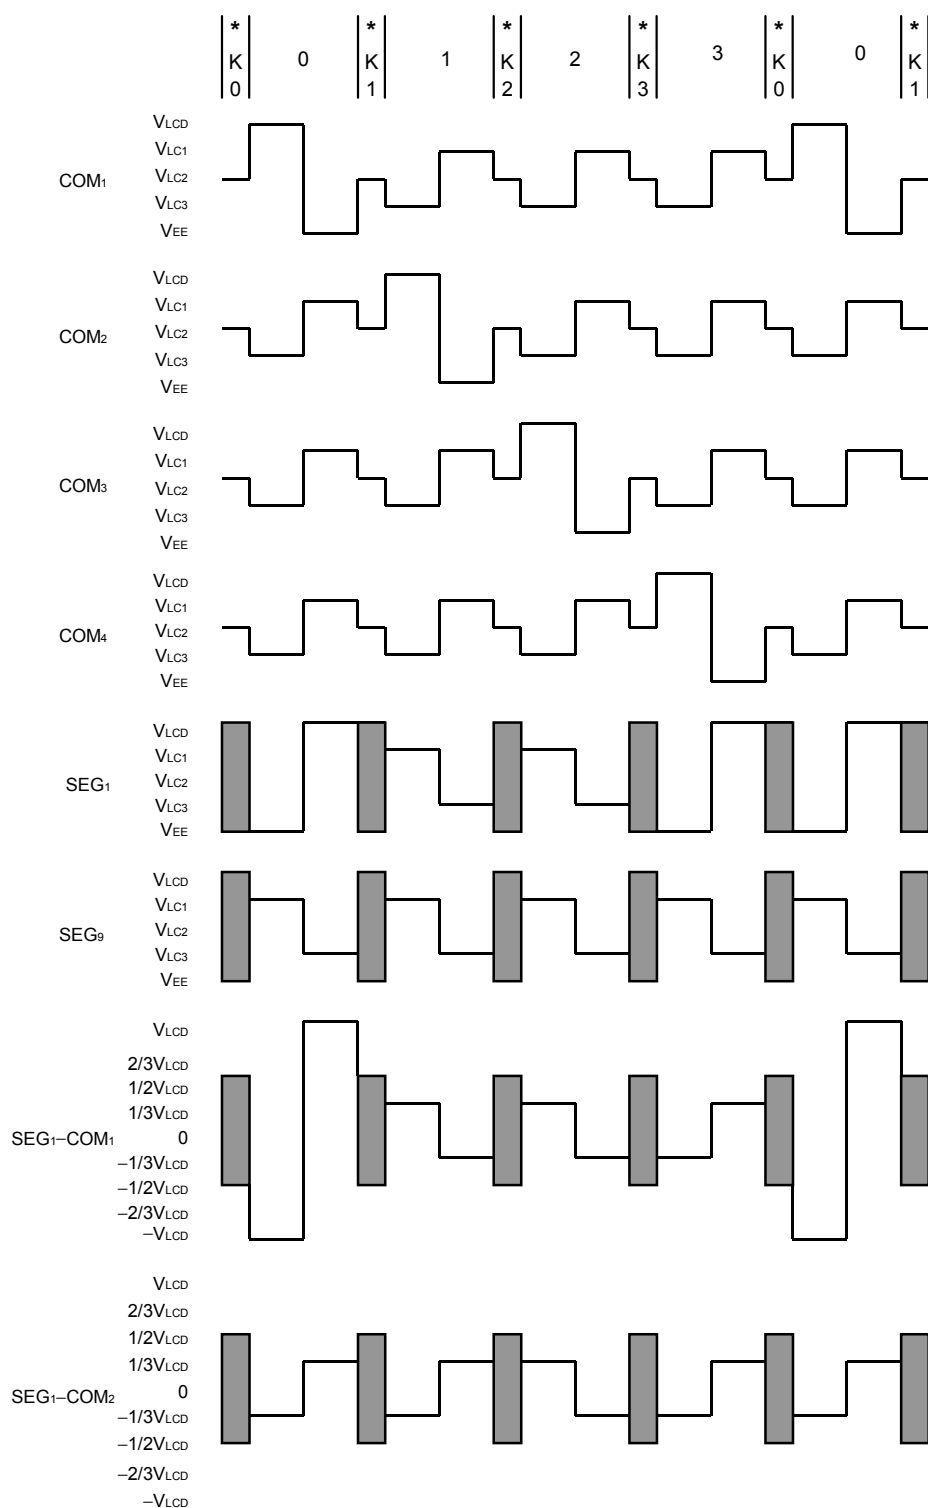 * * * * * *
K 0 K 1 K 2 K 3 K 0 K
0 1 2 3 0 1
VLCD
VLC1
COM1 VLC2
VLC3
VEE
VLCD
VLC1
COM2 VLC2
VLC3
VEE
VLCD
VLC1
COM3 VLC2
VLC3
VEE
VLCD
VLC1
COM4 VLC2
VLC3
VEE
VLCD
VLC1
SEG1 VLC2
VLC3
VEE
VLCD
VLC1
SEG9 VLC2
VLC3
VEE
VLCD
2/3VLCD
1/2VLCD
1/3VLCD
SEG1–COM1 0
–1/3VLCD
–1/2VLCD
–2/3VLCD
–VLCD
VLCD
2/3VLCD
1/2VLCD
1/3VLCD
SEG1–COM2 0
–1/3VLCD
–1/2VLCD
–2/3VLCD
–VLCD